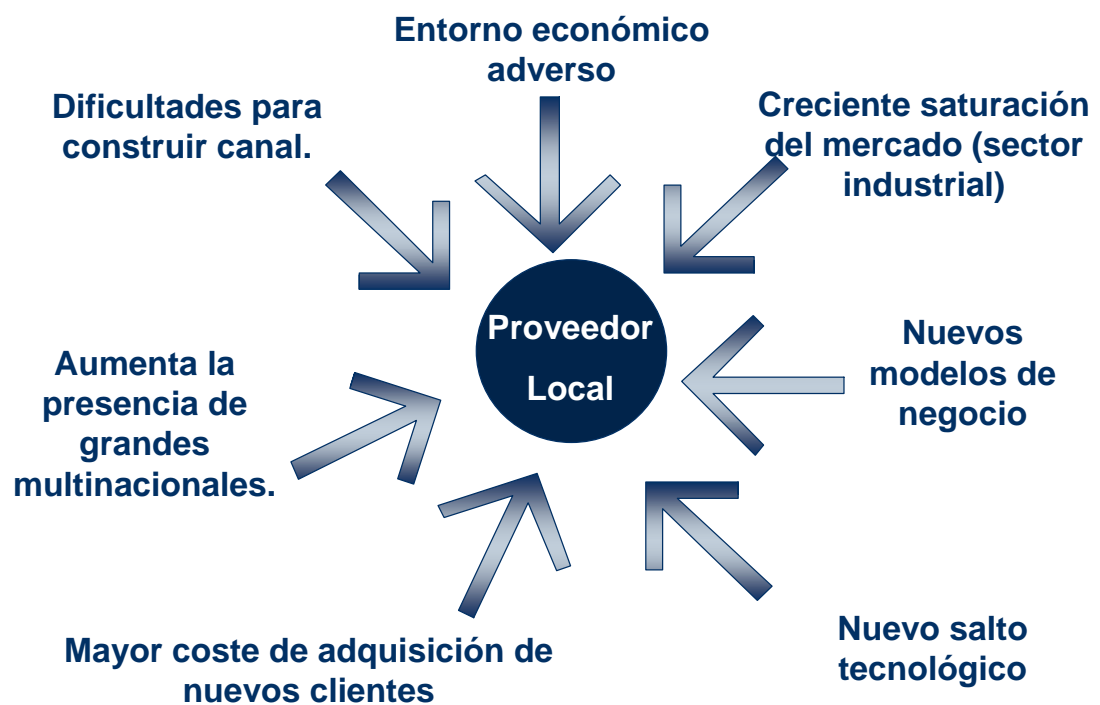 Entorno económico
adverso
Dificultades para
construir canal.
Creciente saturación
del mercado (sector
industrial)
Proveedor
Local
Nuevos
modelos de
negocio
Aumenta la
presencia de
grandes
multinacionales.
Mayor coste de adquisición de
nuevos clientes
Nuevo salto
tecnológico